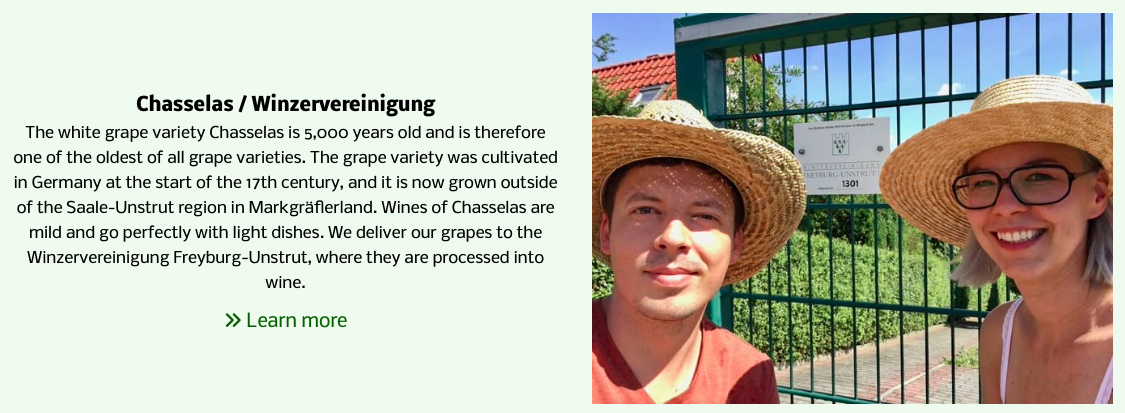 Chasselas / Winzervereinigung
The white grape variety Chasselas is 5,000 years old and is therefore
one of the oldest of all grape varieties. The grape variety was cultivated
in Germany at the start of the 17th century, and it is now grown outside
of the Saale-Unstrut region in Markgräflerland. Wines of Chasselas are
mild and go perfectly with light dishes. We deliver our grapes to the
Winzervereinigung Freyburg-Unstrut, where they are processed into
wine.
Learn more
WINZERVEREINIGUNG
FREYBURG-UNSTRUT
1301